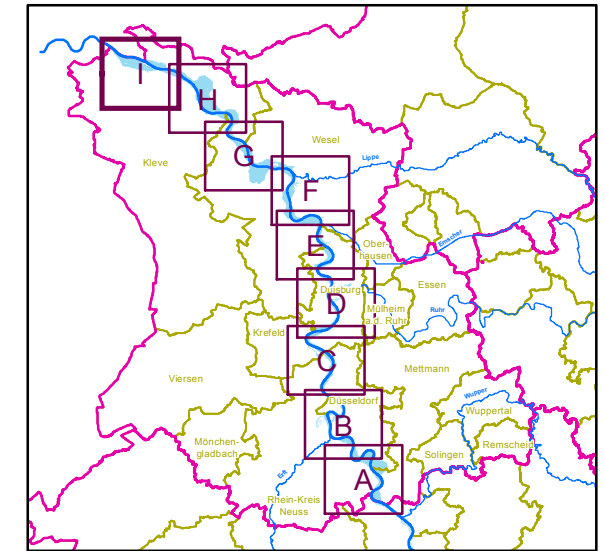 I
H
Wesel
G
Lippe
Kleve
F
Emscher
E
Ober-
hausen
Essen
Duisburg
D
Mülheim
a.d. Ruhr
Ruhr
Krefeld
C
Mettmann
Viersen
Wupper
Düsseldorf
Wuppertal
B
Mönchen-
gladbach
Remscheid
Solingen
Erft
A
Rhein-Kreis
Neuss